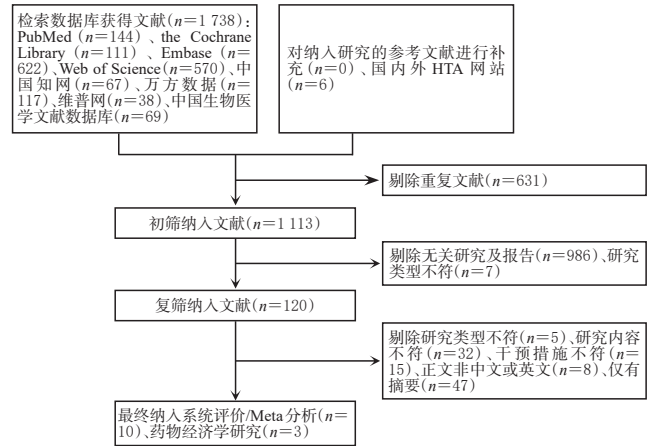 检索数据库获得文献(n=1 738):
PubMed(n=144)、the Cochrane
Library(n=111)、Embase(n=
622)、Web of Science(n=570)、中
国知网(n=67)、万方数据(n=
117)、维普网(n=38)、中国生物医
学文献数据库(n=69)
对纳入研究的参考文献进行补
充(n=0)、国内外HTA网站
(n=6)
剔除重复文献(n=631)
初筛纳入文献(n=1 113)
剔除无关研究及报告(n=986)、研究
类型不符(n=7)
复筛纳入文献(n=120)
剔除研究类型不符(n=5)、研究内容
不符(n=32)、干预措施不符(n=
15)、正文非中文或英文(n=8)、仅有
摘要(n=47)
最终纳入系统评价/Meta分析(n=
10)、药物经济学研究(n=3)